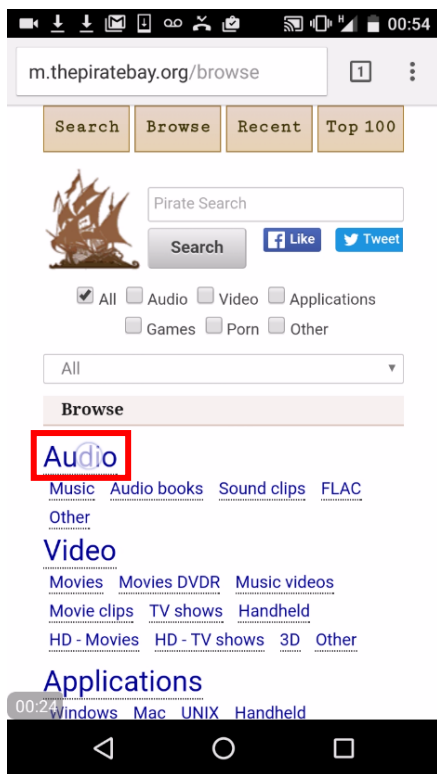 00:54
m.thepiratebay.org/browse 1
Search Browse Recent Top 100
Pirate Search
Search Like Tweet
All Audio Video Applications
Games Porn Other
All
Browse
Audio
Music Audio books Sound clips FLAC
Other
Video
Movies Movies DVDR Music videos
Movie clips TV shows Handheld
HD - Movies HD - TV shows 3D Other
Applications
00:24
Windows Mac UNIX Handheld